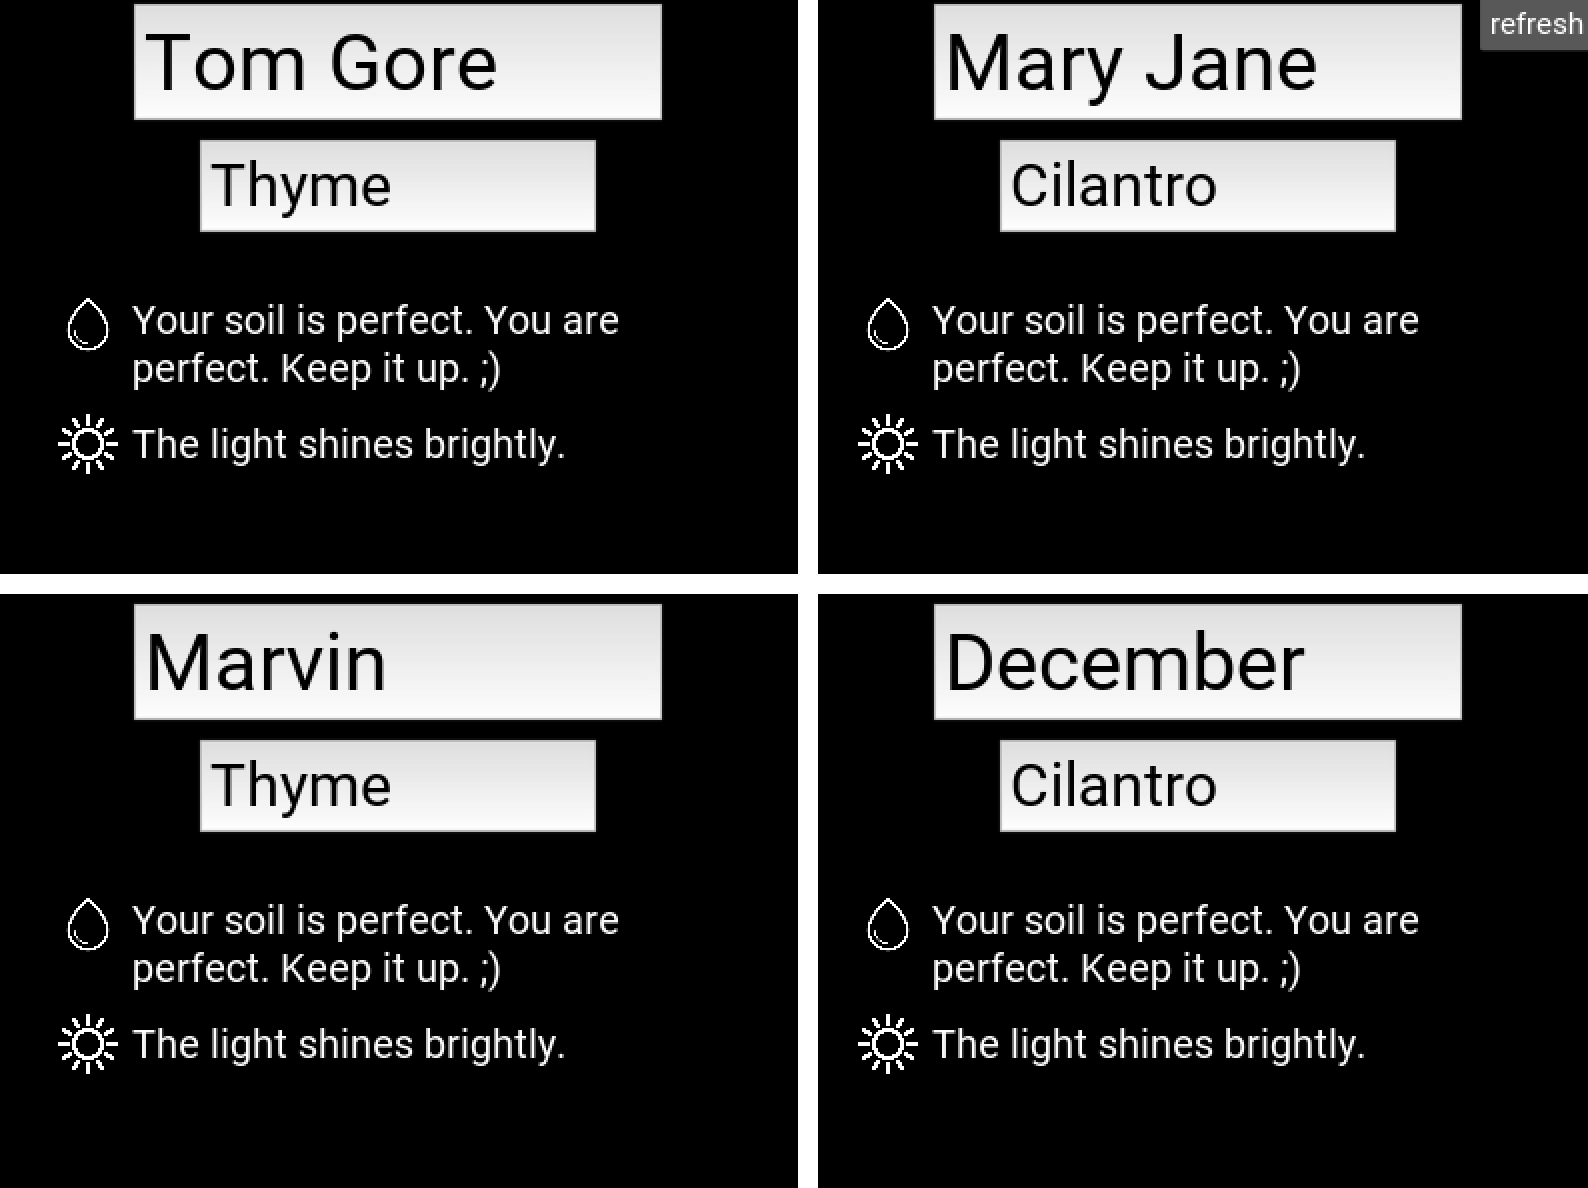 Tom Gore
Thyme
Your soil is perfect. You are
perfect. Keep it up. ;)
The light shines brightly.
Mary Jane
refresh
Cilantro
Your soil is perfect. You are
perfect. Keep it up. ;)
The light shines brightly.
Marvin
Thyme
Your soil is perfect. You are
perfect. Keep it up. ;)
The light shines brightly.
December
Cilantro
Your soil is perfect. You are
perfect. Keep it up. ;)
The light shines brightly.